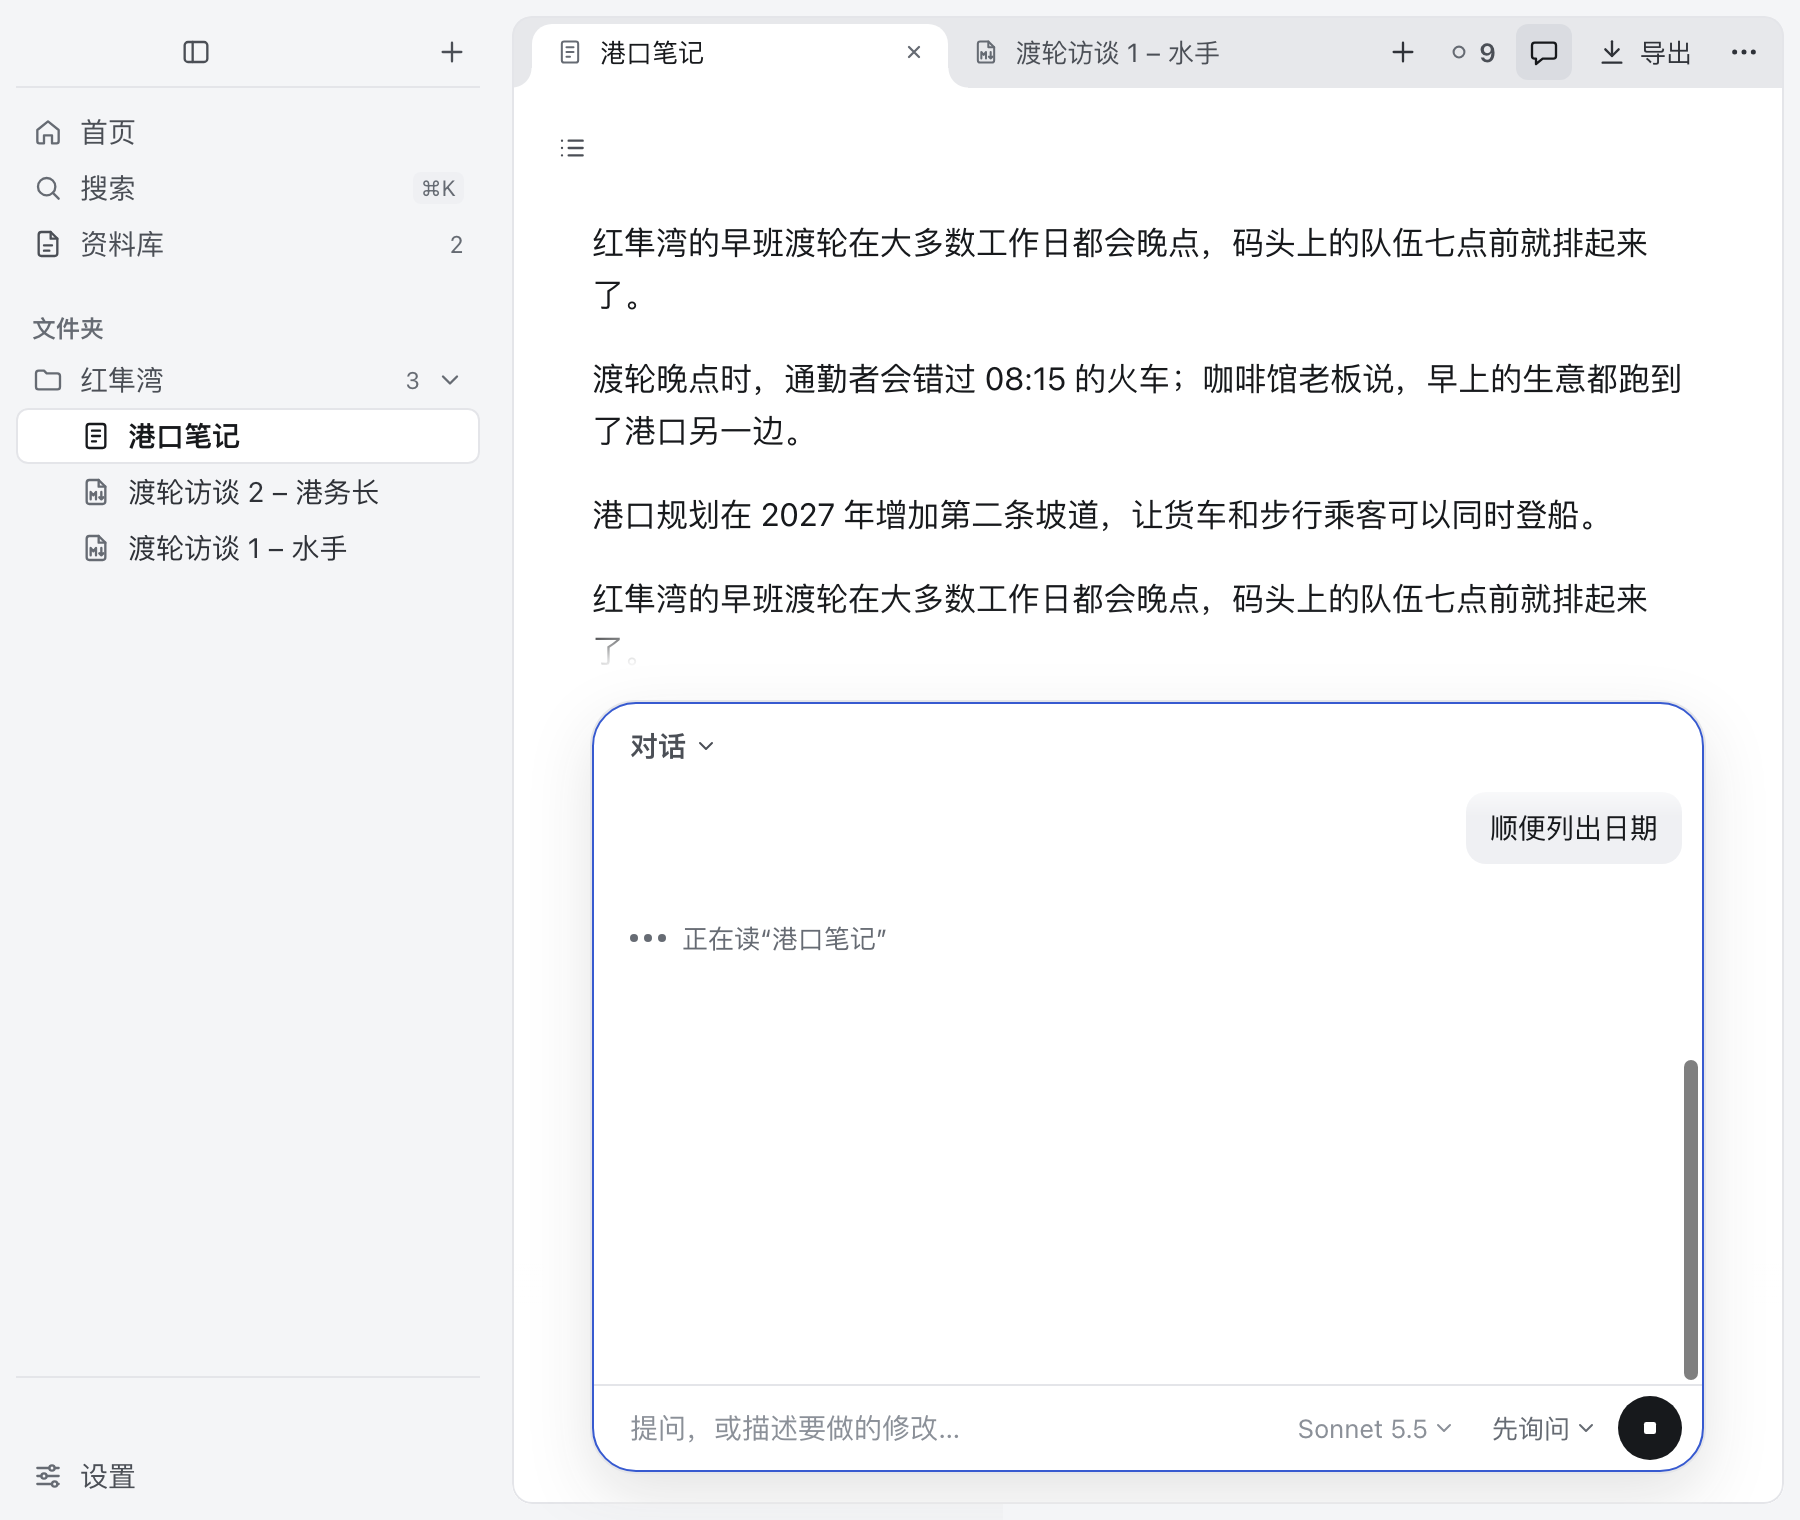 首页
搜索 ⌘K
资料库 2
文件夹
红隼湾 3
港口笔记
渡轮访谈 2 – 港务长
渡轮访谈 1 – 水手
设置
港口笔记
渡轮访谈 1 – 水手
9
导出
红隼湾的早班渡轮在大多数工作日都会晚点，码头上的队伍七点前就排起来
了。
渡轮晚点时，通勤者会错过 08:15 的火车；咖啡馆老板说，早上的生意都跑到
了港口另一边。
港口规划在 2027 年增加第二条坡道，让货车和步行乘客可以同时登船。
红隼湾的早班渡轮在大多数工作日都会晚点，码头上的队伍七点前就排起来
了。
对话
顺便列出日期
正在读“港口笔记”
提问，或描述要做的修改... Sonnet 5.5 先询问